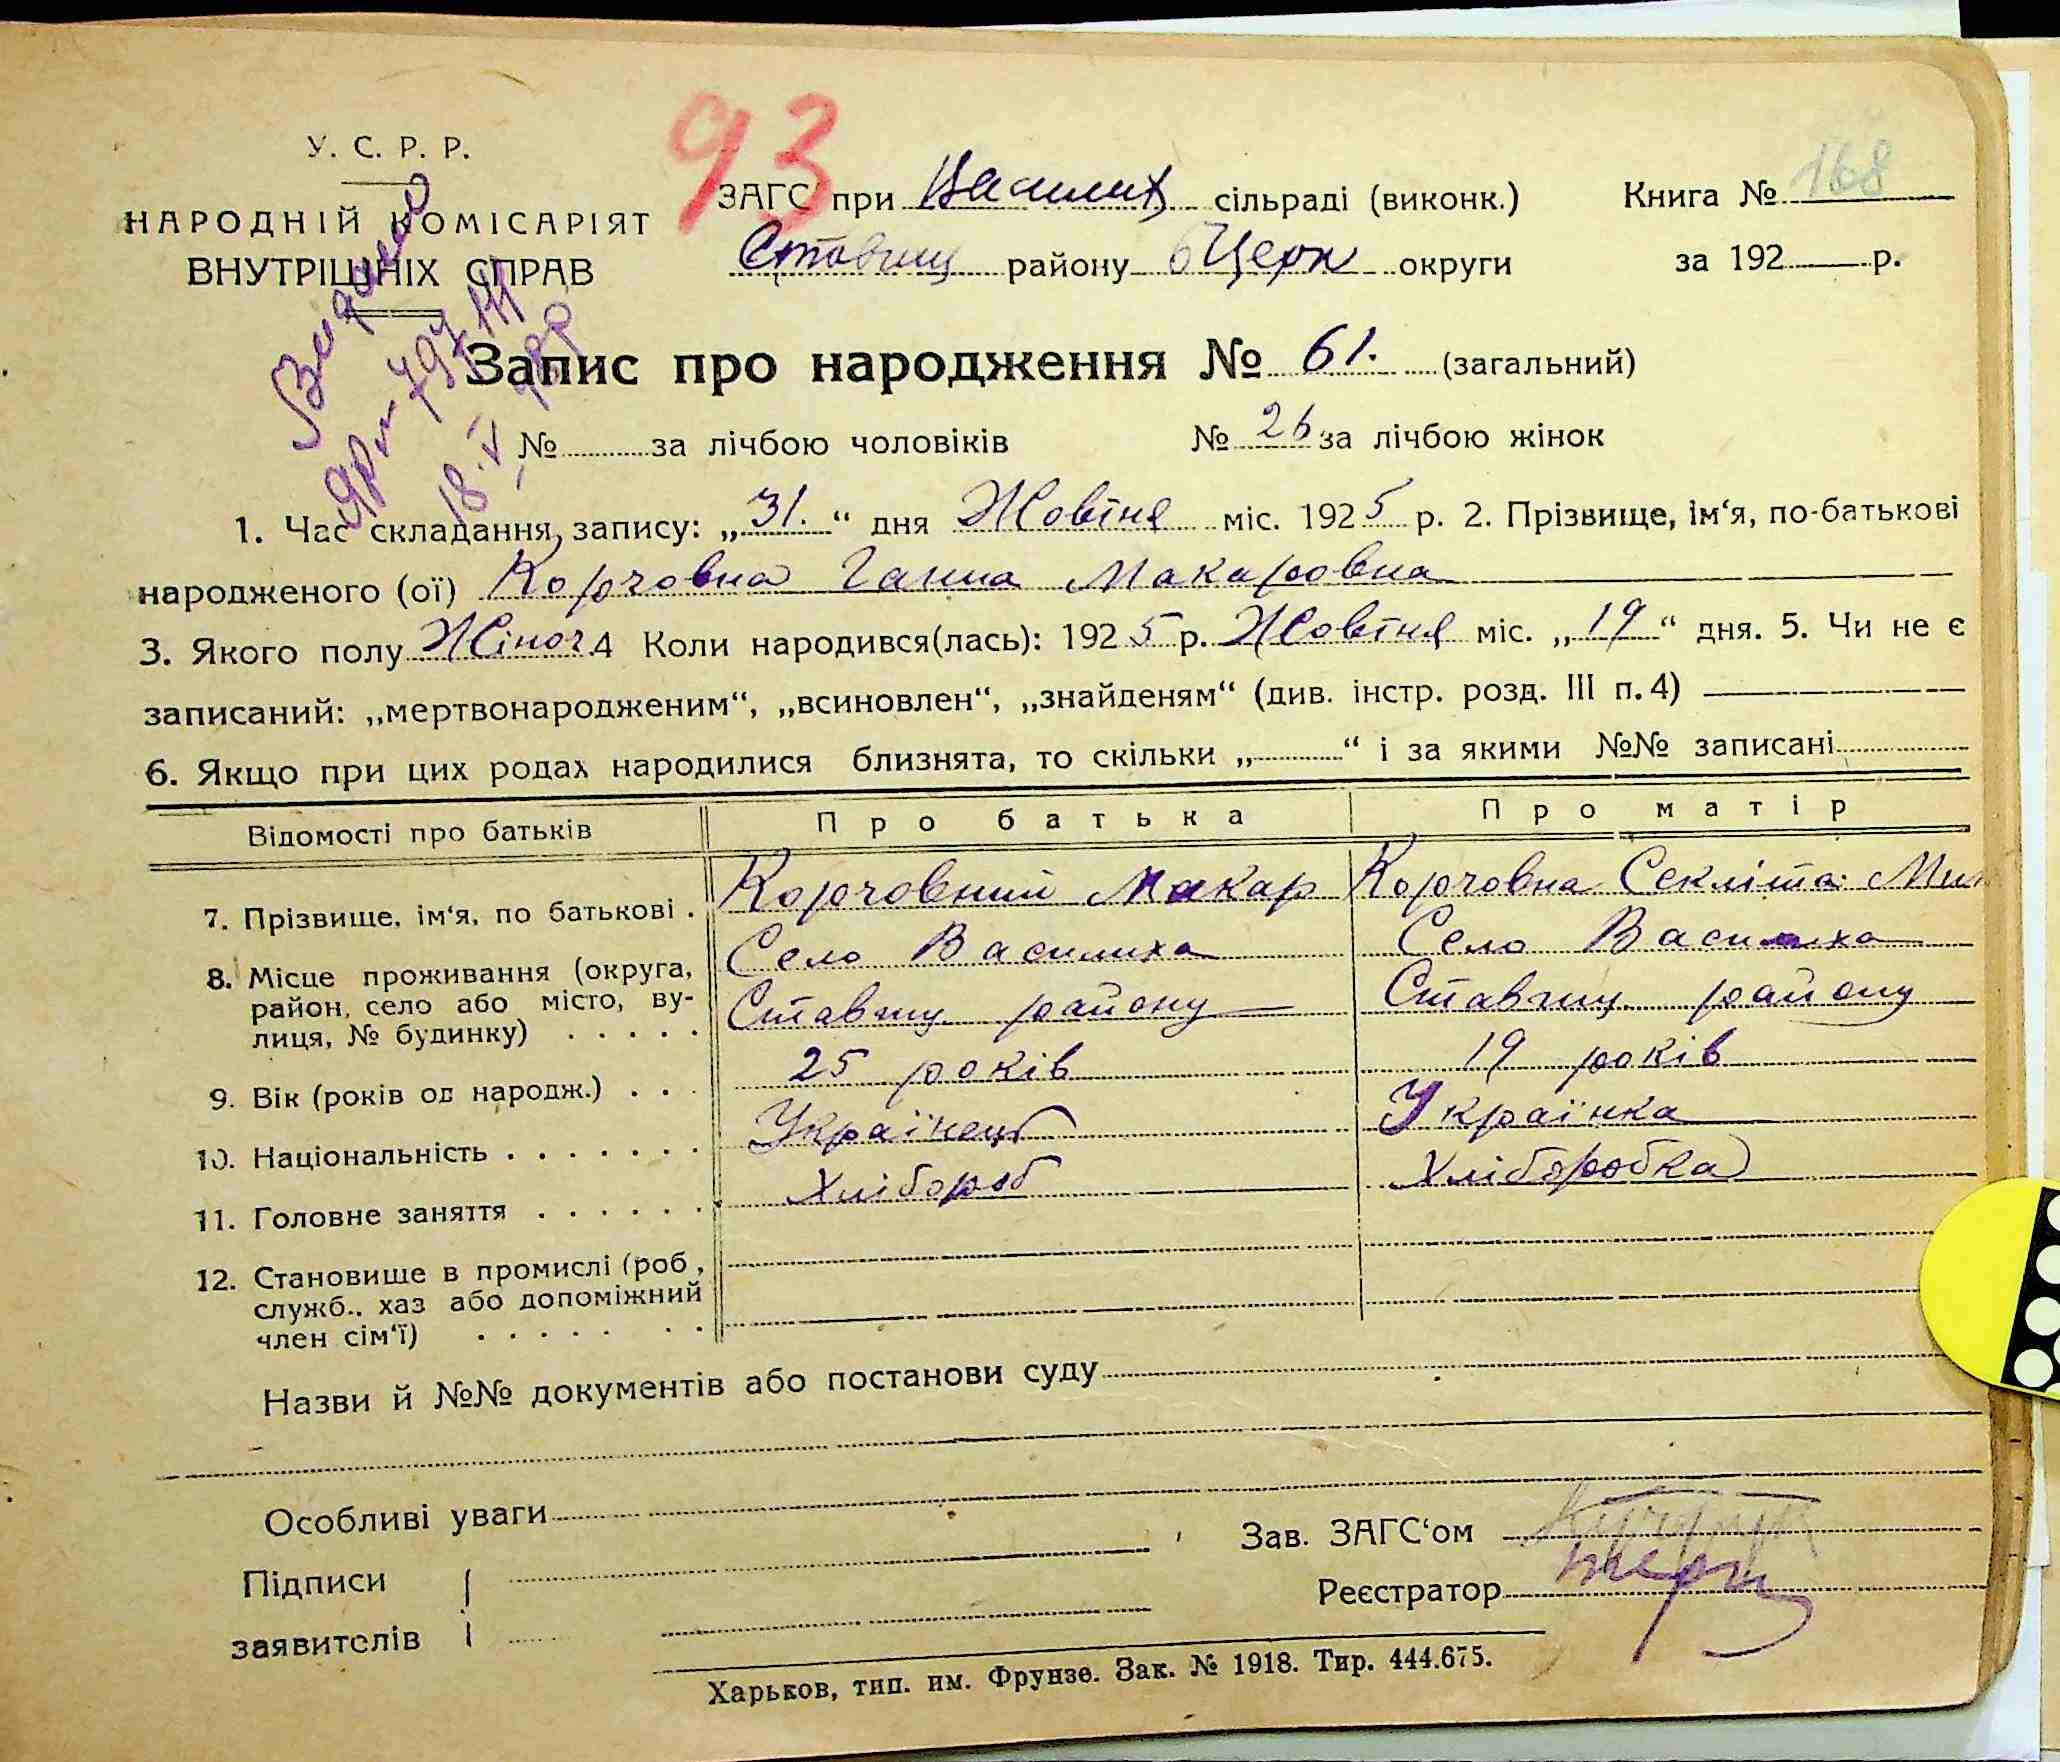 У. С. Р. Р.
НАРОДНІЙ КОМІСАРІЯТ
ВНУТРІШНІХ СПРАВ
93
ЗАГС при Василих сільраді (виконк.) Книга № 168
Ставищ району бЦерк округи за 192 р.
Видано
18.V
Запис про народження № 61. (загальний)
№ за лічбою чоловіків № 26 за лічбою жінок
1. Час складання запису: „31.“ дня Жовтня міс. 1925 р. 2. Прізвище, ім‘я, по-батькові
народженого (ої) Корчовна Ганна Макаровна
3. Якого полу Жіноч. 4 Коли народився(лась): 1925 р. Жовтня міс. „19“ дня. 5. Чи не є
записаний: „мертвонародженим“, „всиновлен“, „знайденям“ (див. інстр. розд. III п. 4)
6. Якщо при цих родах народилися близнята, то скільки „ “ і за якими №№ записані
Відомості про батьків Про батька Про матір
7. Прізвище, ім‘я, по батькові . Корчовний Макар Корчовна Секліта
8. Місце проживання (округа, Село Василиха Село Василиха
район, село або місто, ву-
лиця, № будинку) . . . . . Ставищ району Ставищ району
9. Вік (років од народж.) . . . 25 років 19 років
10. Національність . . . . . . . Українець Українка
11. Головне заняття . . . . . . Хлібороб Хліборобка
12. Становище в промислі (роб,
служб., хаз або допоміжний
член сім‘ї) . . . . . . .
Назви й №№ документів або постанови суду
Особливі уваги
Зав. ЗАГС‘ом
Підписи
Реєстратор
заявителів
Харьков, тип. им. Фрунзе. Зак. № 1918. Тир. 444.675.